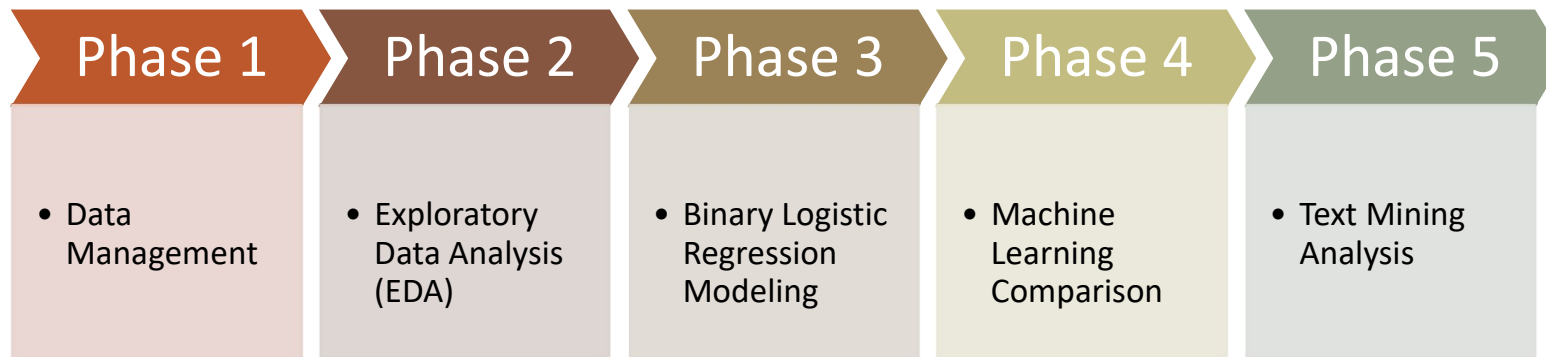 Phase 1
Phase 2
Phase 3
Phase 4
Phase 5
• Data
Management
• Exploratory
Data Analysis
(EDA)
• Binary Logistic
Regression
Modeling
• Machine
Learning
Comparison
• Text Mining
Analysis